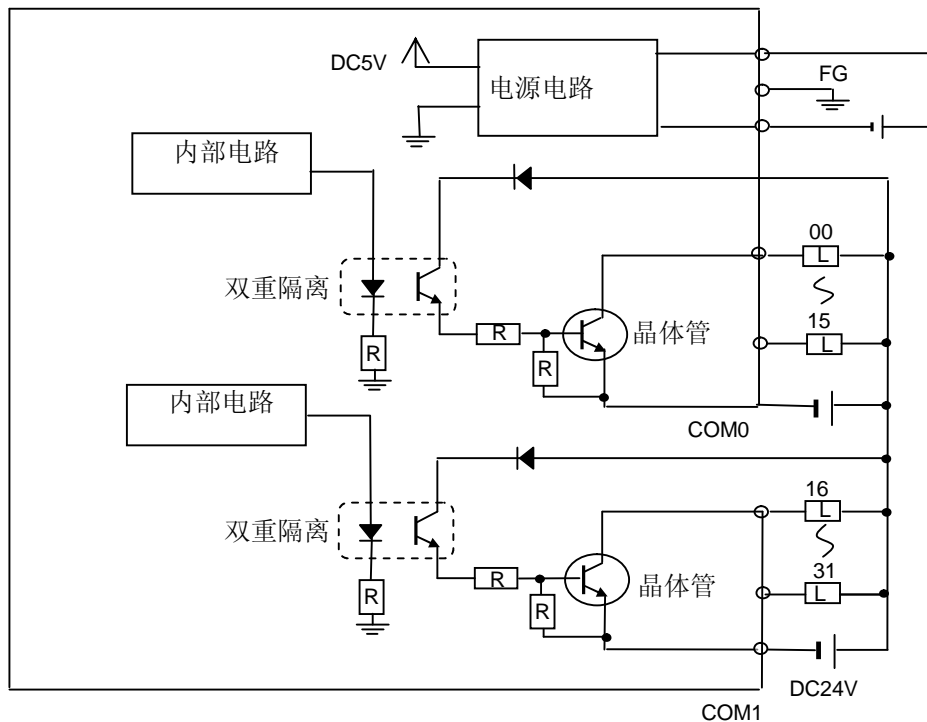 DC5V
电源电路
FG
内部电路
双重隔离
R
R
R
晶体管
00
L
15
L
COM0
内部电路
双重隔离
R
R
R
晶体管
16
L
31
L
DC24V
COM1